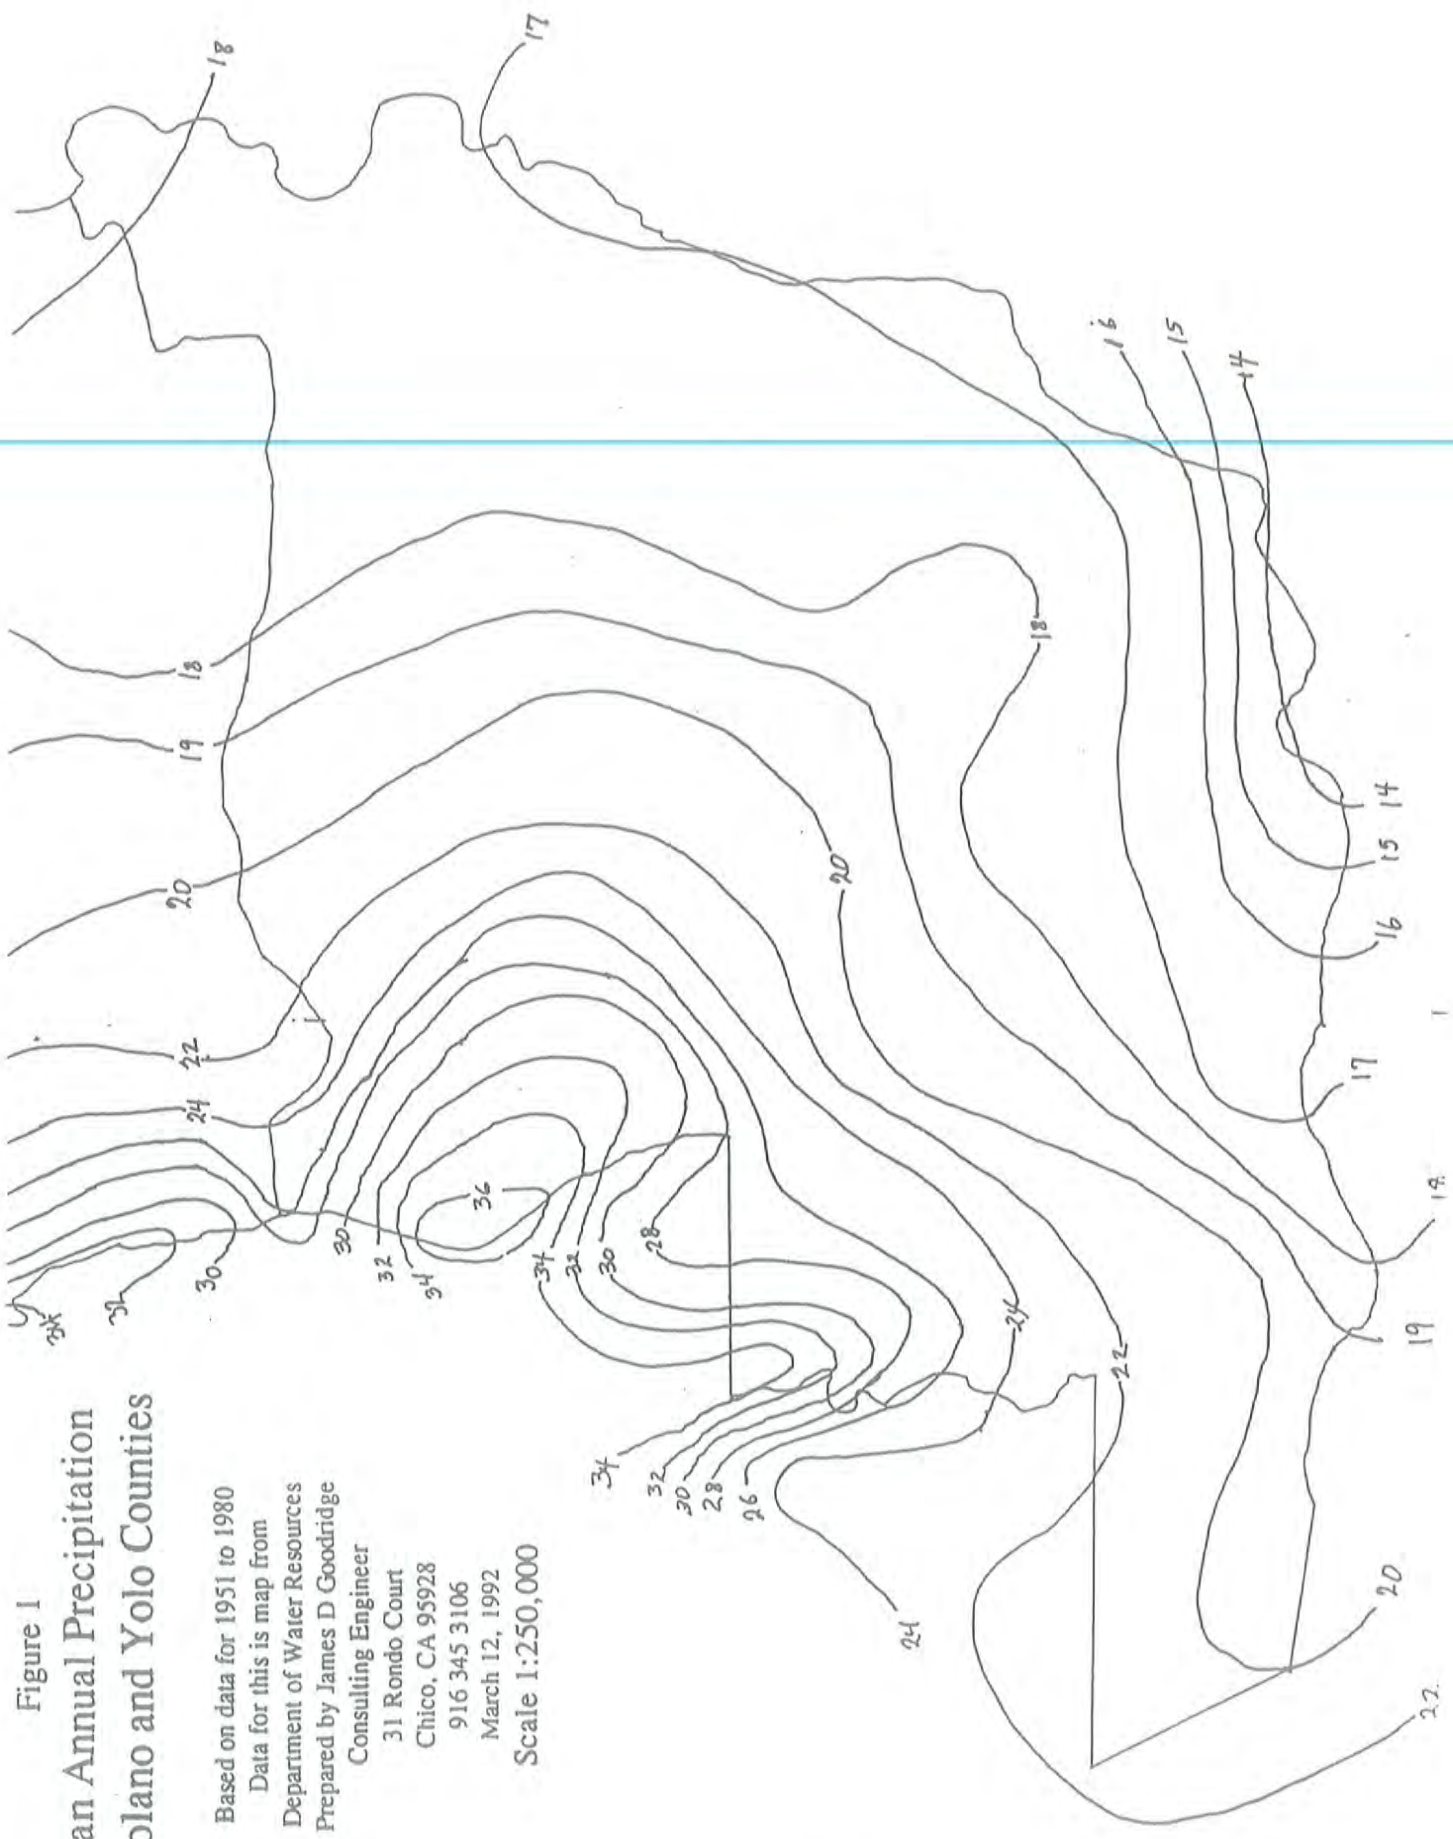 Figure 1
an Annual Precipitation
olano and Yolo Counties
Based on data for 1951 to 1980
Data for this is map from
Department of Water Resources
Prepared by James D Goodridge
Consulting Engineer
31 Rondo Court
Chico, CA 95928
916 345 3106
March 12, 1992
Scale 1:250,000
32
24
22
20
19
18
18
30
30
32
34
36
17
34
32
30
28
34
32
30
28
26
20
24
24
18
22
16
15
14
20
22
19
17
16
15
14